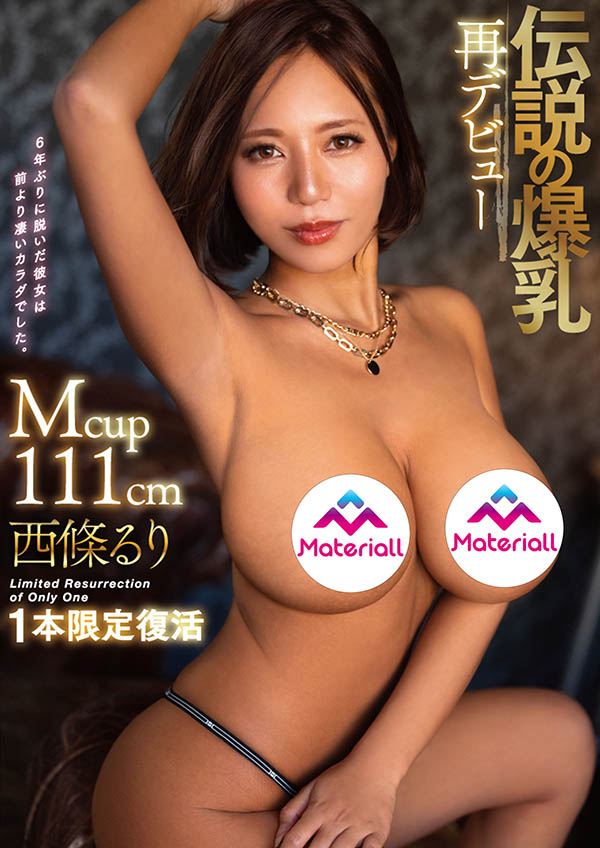 伝説の爆乳
再デビュー
6年ぶりに脱いだ彼女は
前より凄いカラダでした。
Mcup
111cm
西條るり
Limited Resurrection
of Only One
1本限定復活
Materiall
Materiall